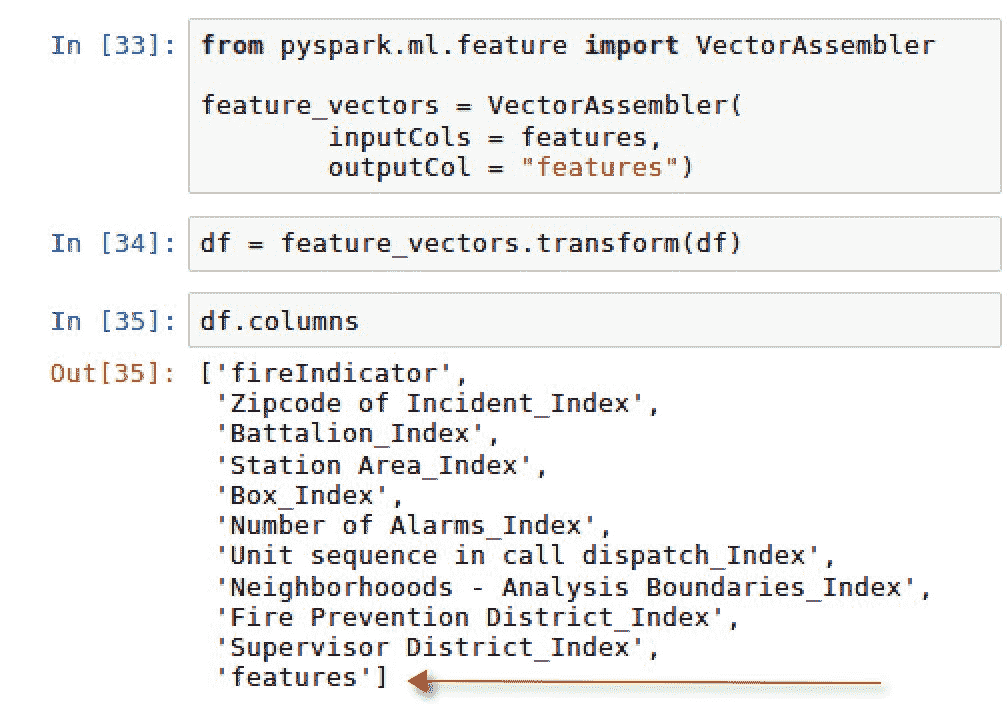 In [33]: from pyspark.ml.feature import VectorAssembler
feature_vectors = VectorAssembler(
inputCols = features,
outputCol = "features")
In [34]: df = feature_vectors.transform(df)
In [35]: df.columns
Out[35]: ['fireIndicator',
'Zipcode of Incident_Index',
'Battalion_Index',
'Station Area_Index',
'Box_Index',
'Number of Alarms_Index',
'Unit sequence in call dispatch_Index',
'Neighborhooods - Analysis Boundaries_Index',
'Fire Prevention District_Index',
'Supervisor District_Index',
'features']